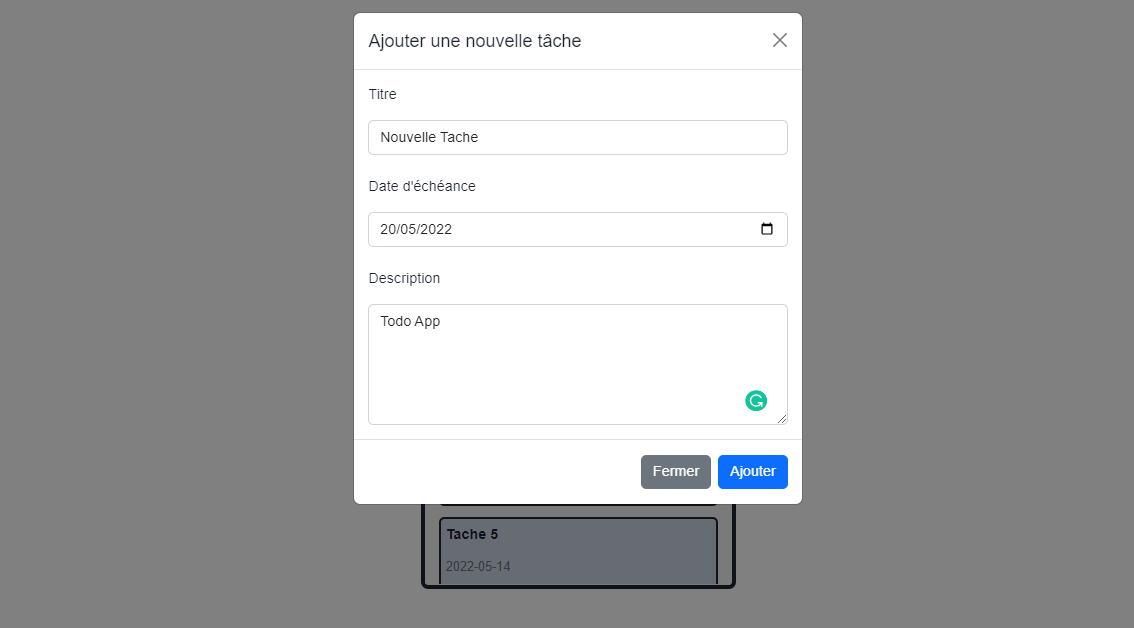 Ajouter une nouvelle tâche
Titre
Nouvelle Tache
Date d'échéance
20/05/2022
Description
Todo App
Fermer Ajouter
Tache 5
2022-05-14